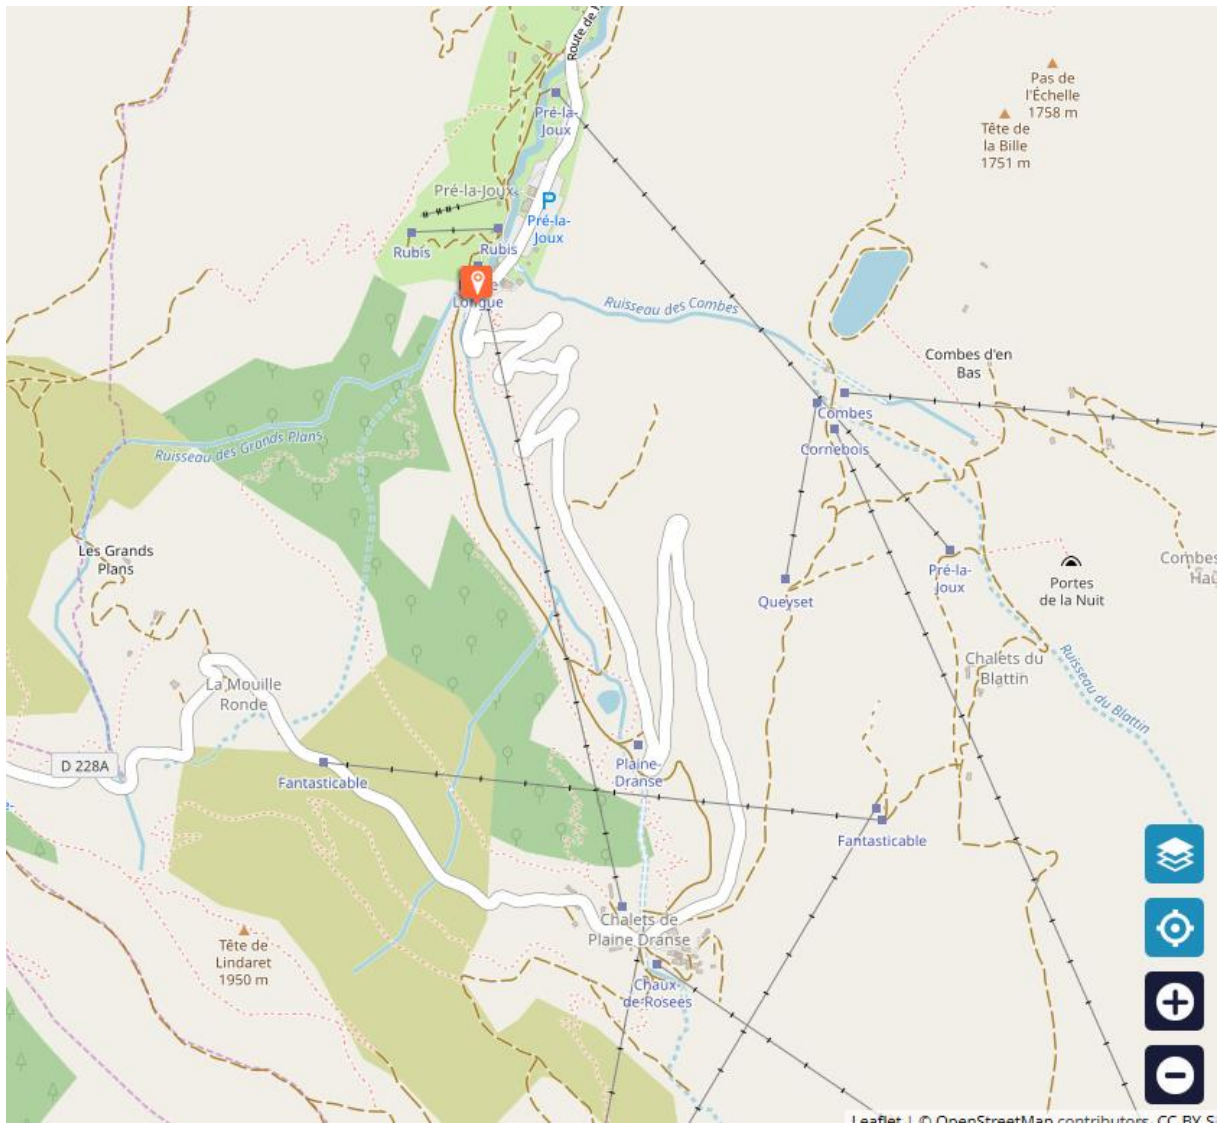 Route de l
Pas de
l'Échelle
1758 m
Tête de
la Bille
1751 m
Pré-la-
Joux
Pré-la-Joux
P
Pré-la-
Joux
Rubis
Rubis
Longue
Ruisseau des Combes
Combes d'en
Bas
Combes
Cornebois
Ruisseau des Grands Plans
Les Grands
Plans
Pré-la-
Joux
Portes
de la Nuit
Combes
Hau
Queyset
Chalets du
Blattin
Ruisseau du Blattin
La Mouille
Ronde
D 228A
Fantasticable
Plaine-
Dranse
Fantasticable
Chalets de
Plaine Dranse
Tête de
Lindaret
1950 m
Chaux-
de-Rosees
Leaflet | © OpenStreetMap contributors, CC BY S